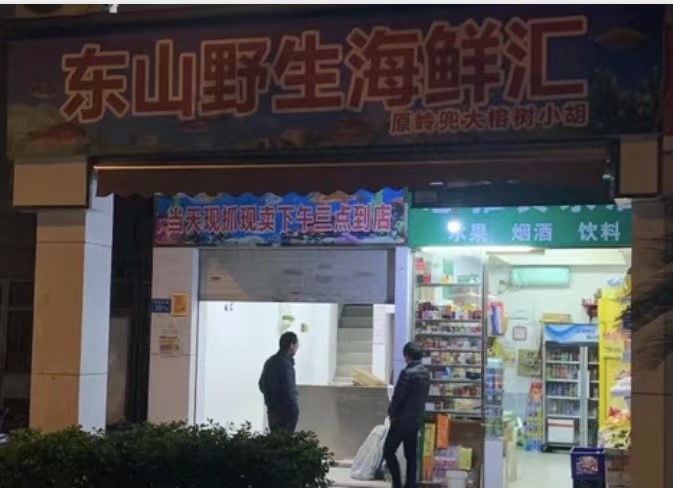 东山野生海鲜汇
原岭兜大榕树小胡
当天现抓现卖下午三点到店
水果 烟酒 饮料